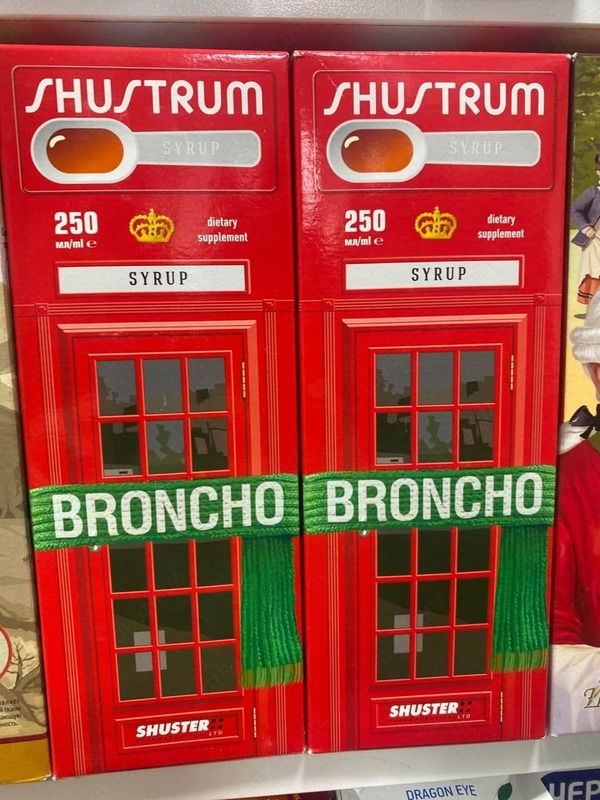 SHUSTRUM
SYRUP
250
мл/ml e
dietary
supplement
SYRUP
BRONCHO
SHUSTER
LTD
SHUSTRUM
SYRUP
250
мл/ml e
dietary
supplement
SYRUP
BRONCHO
SHUSTER
LTD
DRAGON EYE